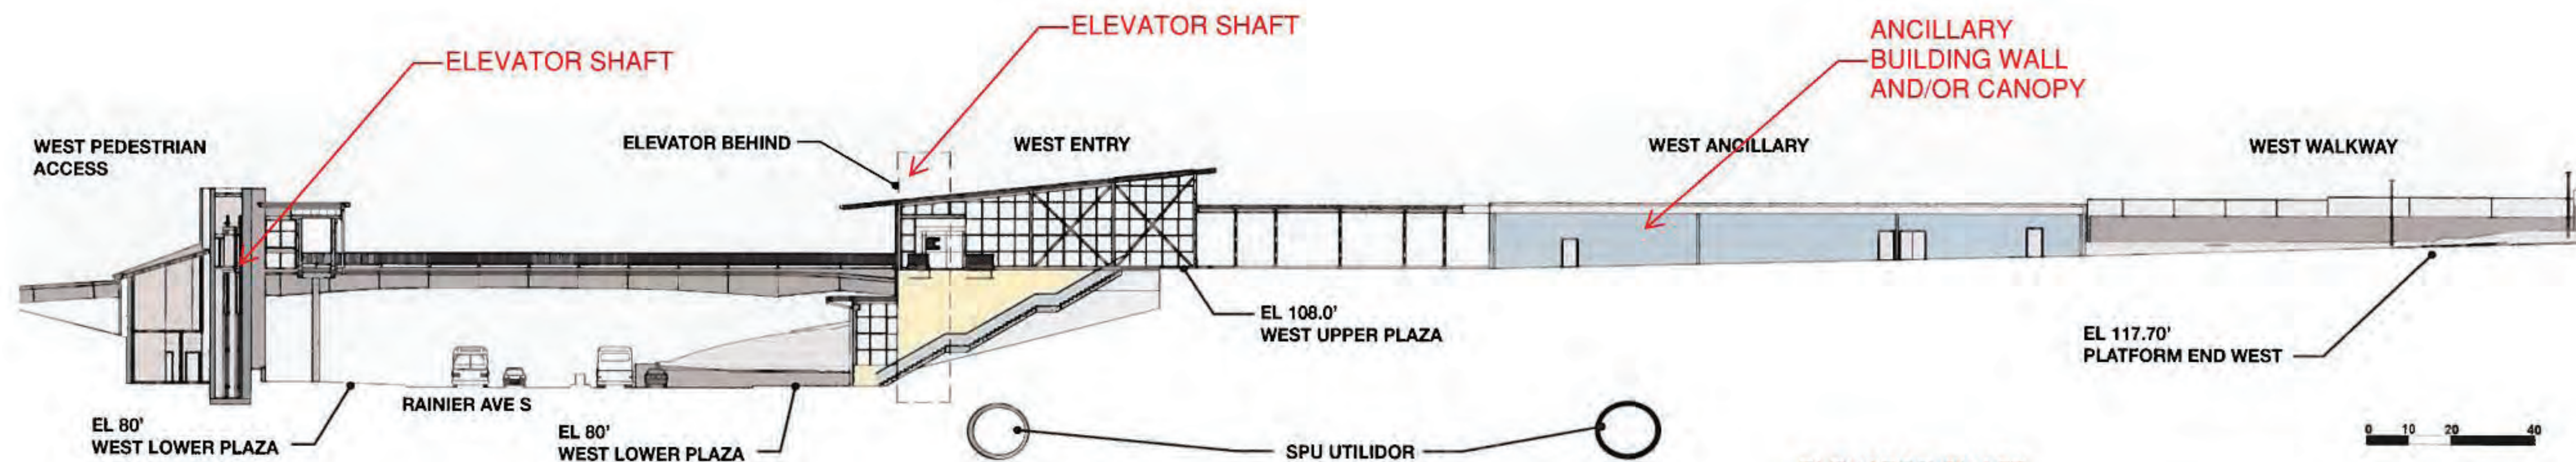 ELEVATOR SHAFT
ELEVATOR SHAFT
ANCILLARY
BUILDING WALL
AND/OR CANOPY
WEST PEDESTRIAN
ACCESS
ELEVATOR BEHIND
WEST ENTRY
WEST ANCILLARY
WEST WALKWAY
EL 108.0'
WEST UPPER PLAZA
EL 117.70'
PLATFORM END WEST
RAINIER AVE S
EL 80'
WEST LOWER PLAZA
EL 80'
WEST LOWER PLAZA
SPU UTILIDOR
0 10 20 40